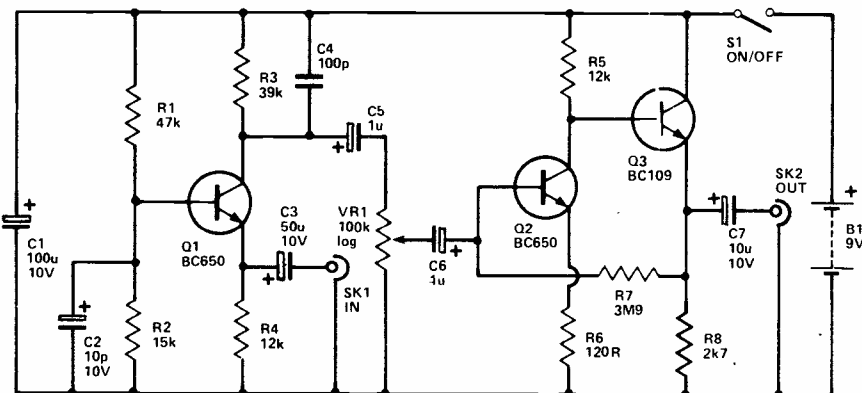 S1
ON/OFF
R1
47k
R3
39k
C4
100p
C5
1u
+
R5
12k
Q3
BC109
SK2
OUT
+
C1
100u
10V
Q1
BC650
C3
50u
10V
+
SK1
IN
VR1
100k
log
C6
1u
+
Q2
BC650
+
C7
10u
10V
+
B1
9V
+
C2
10p
10V
R2
15k
R4
12k
R7
3M9
R6
120R
R8
2k7